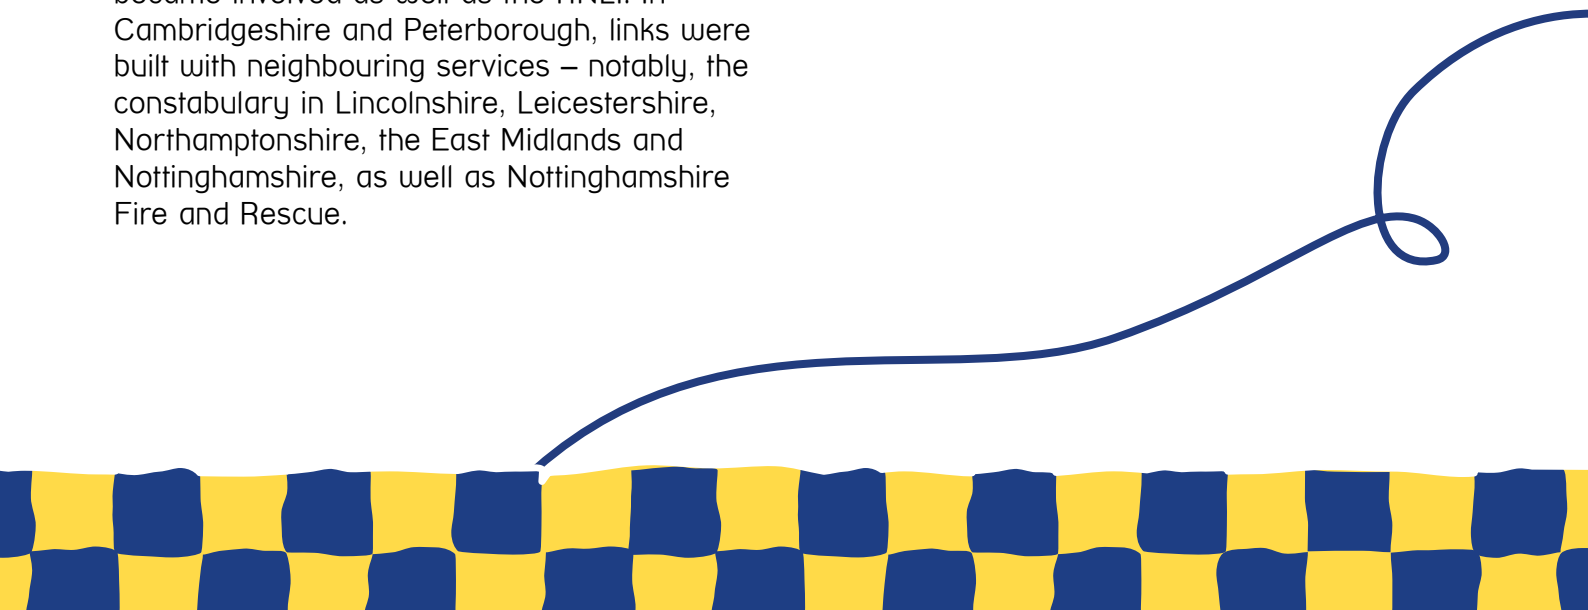 Cambridgeshire and Peterborough, links were
built with neighbouring services – notably, the
constabulary in Lincolnshire, Leicestershire,
Northamptonshire, the East Midlands and
Nottinghamshire, as well as Nottinghamshire
Fire and Rescue.